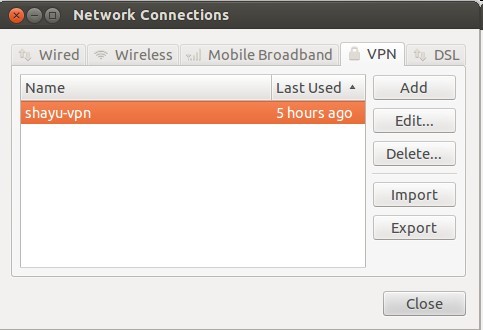 Network Connections
Wired Wireless Mobile Broadband VPN DSL
Name Last Used
shayu-vpn 5 hours ago
Add
Edit...
Delete...
Import
Export
Close